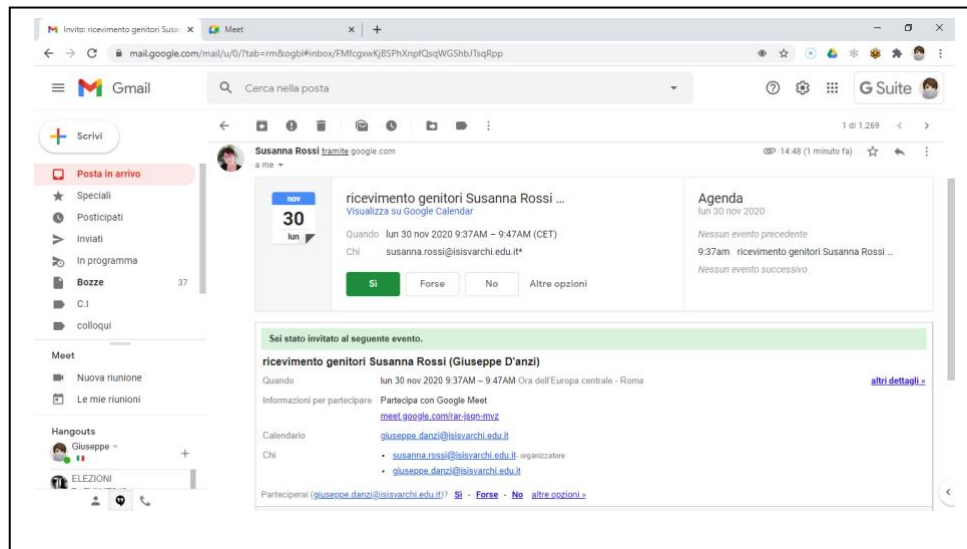 Invito: ricevimento genitori Susa
Meet
mail.google.com/mail/u/0/?tab=rm&ogbl#inbox/FMfcgxwKjBSPhXnpfQsqWGShbJTsqRpp
Gmail
Cerca nella posta
G Suite
Scrivi
1 di 1.269
Posta in arrivo
Speciali
Posticipati
Inviati
In programma
Bozze 37
C.I
colloqui
Meet
Nuova riunione
Le mie riunioni
Hangouts
Giuseppe
ELEZIONI
Susanna Rossi tramite google.com
14:48 (1 minuto fa)
a me
nov
30
lun
ricevimento genitori Susanna Rossi ...
Visualizza su Google Calendar
Quando lun 30 nov 2020 9:37AM – 9:47AM (CET)
Chi susanna.rossi@isisvarchi.edu.it*
Sì Forse No Altre opzioni
Agenda
lun 30 nov 2020
Nessun evento precedente
9:37am ricevimento genitori Susanna Rossi ...
Nessun evento successivo
Sei stato invitato al seguente evento.
ricevimento genitori Susanna Rossi (Giuseppe D'anzi)
Quando lun 30 nov 2020 9:37AM – 9:47AM Ora dell'Europa centrale - Roma
altri dettagli »
Informazioni per partecipare Partecipa con Google Meet
meet.google.com/rar-jsqn-mvz
Calendario giuseppe.danzi@isisvarchi.edu.it
Chi • susanna.rossi@isisvarchi.edu.it - organizzatore
• giuseppe.danzi@isisvarchi.edu.it
Parteciperai (giuseppe.danzi@isisvarchi.edu.it)? Sì - Forse - No altre opzioni »